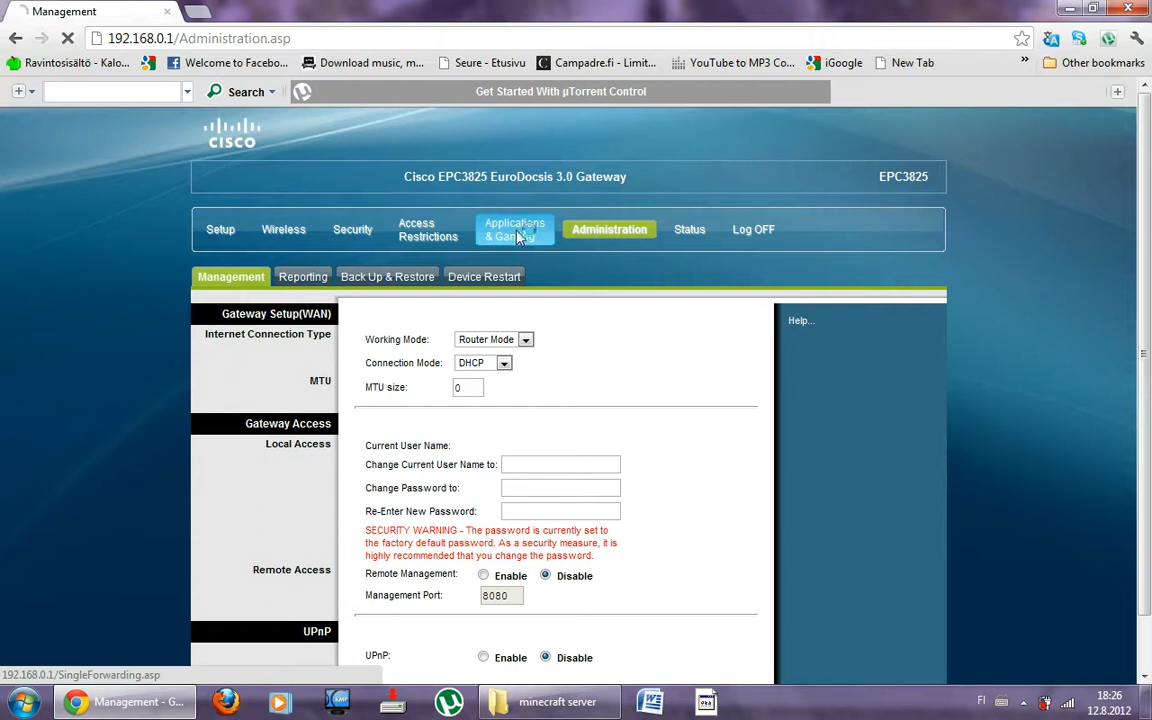 Management
192.168.0.1/Administration.asp
Ravintosisältö - Kalo...
Welcome to Facebo...
Download music, m...
Seure - Etusivu
Campadre.fi – Limit...
YouTube to MP3 Co...
iGoogle
New Tab
»
Other bookmarks
Search
Get Started With µTorrent Control
CISCO
Cisco EPC3825 EuroDocsis 3.0 Gateway
EPC3825
Setup
Wireless
Security
Access
Restrictions
Applications
& Gaming
Administration
Status
Log OFF
Management
Reporting
Back Up & Restore
Device Restart
Gateway Setup(WAN)
Internet Connection Type
Working Mode: Router Mode
Connection Mode: DHCP
MTU
MTU size: 0
Gateway Access
Local Access
Current User Name:
Change Current User Name to:
Change Password to:
Re-Enter New Password:
SECURITY WARNING - The password is currently set to
the factory default password. As a security measure, it is
highly recommended that you change the password.
Remote Access
Remote Management: Enable Disable
Management Port: 8080
UPnP
UPnP: Enable Disable
Help...
192.168.0.1/SingleForwarding.asp
Management - G...
minecraft server
FI
18:26
12.8.2012